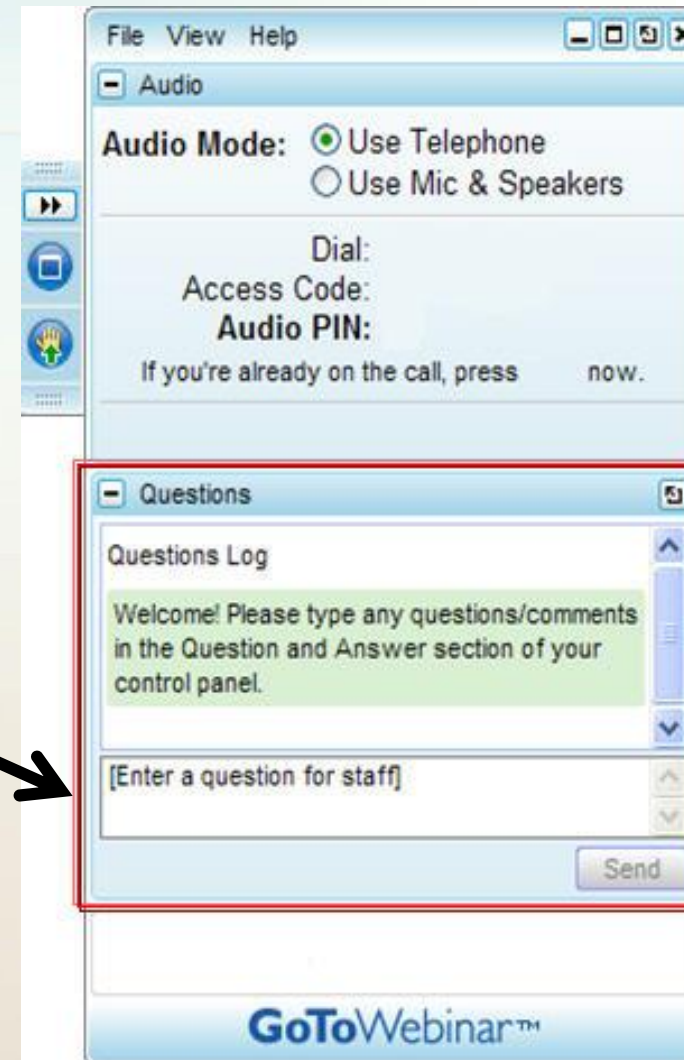 File View Help
Audio
Audio Mode: Use Telephone
Use Mic & Speakers
Dial:
Access Code:
Audio PIN:
If you're already on the call, press now.
Questions
Questions Log
Welcome! Please type any questions/comments
in the Question and Answer section of your
control panel.
[Enter a question for staff]
Send
GoToWebinar™